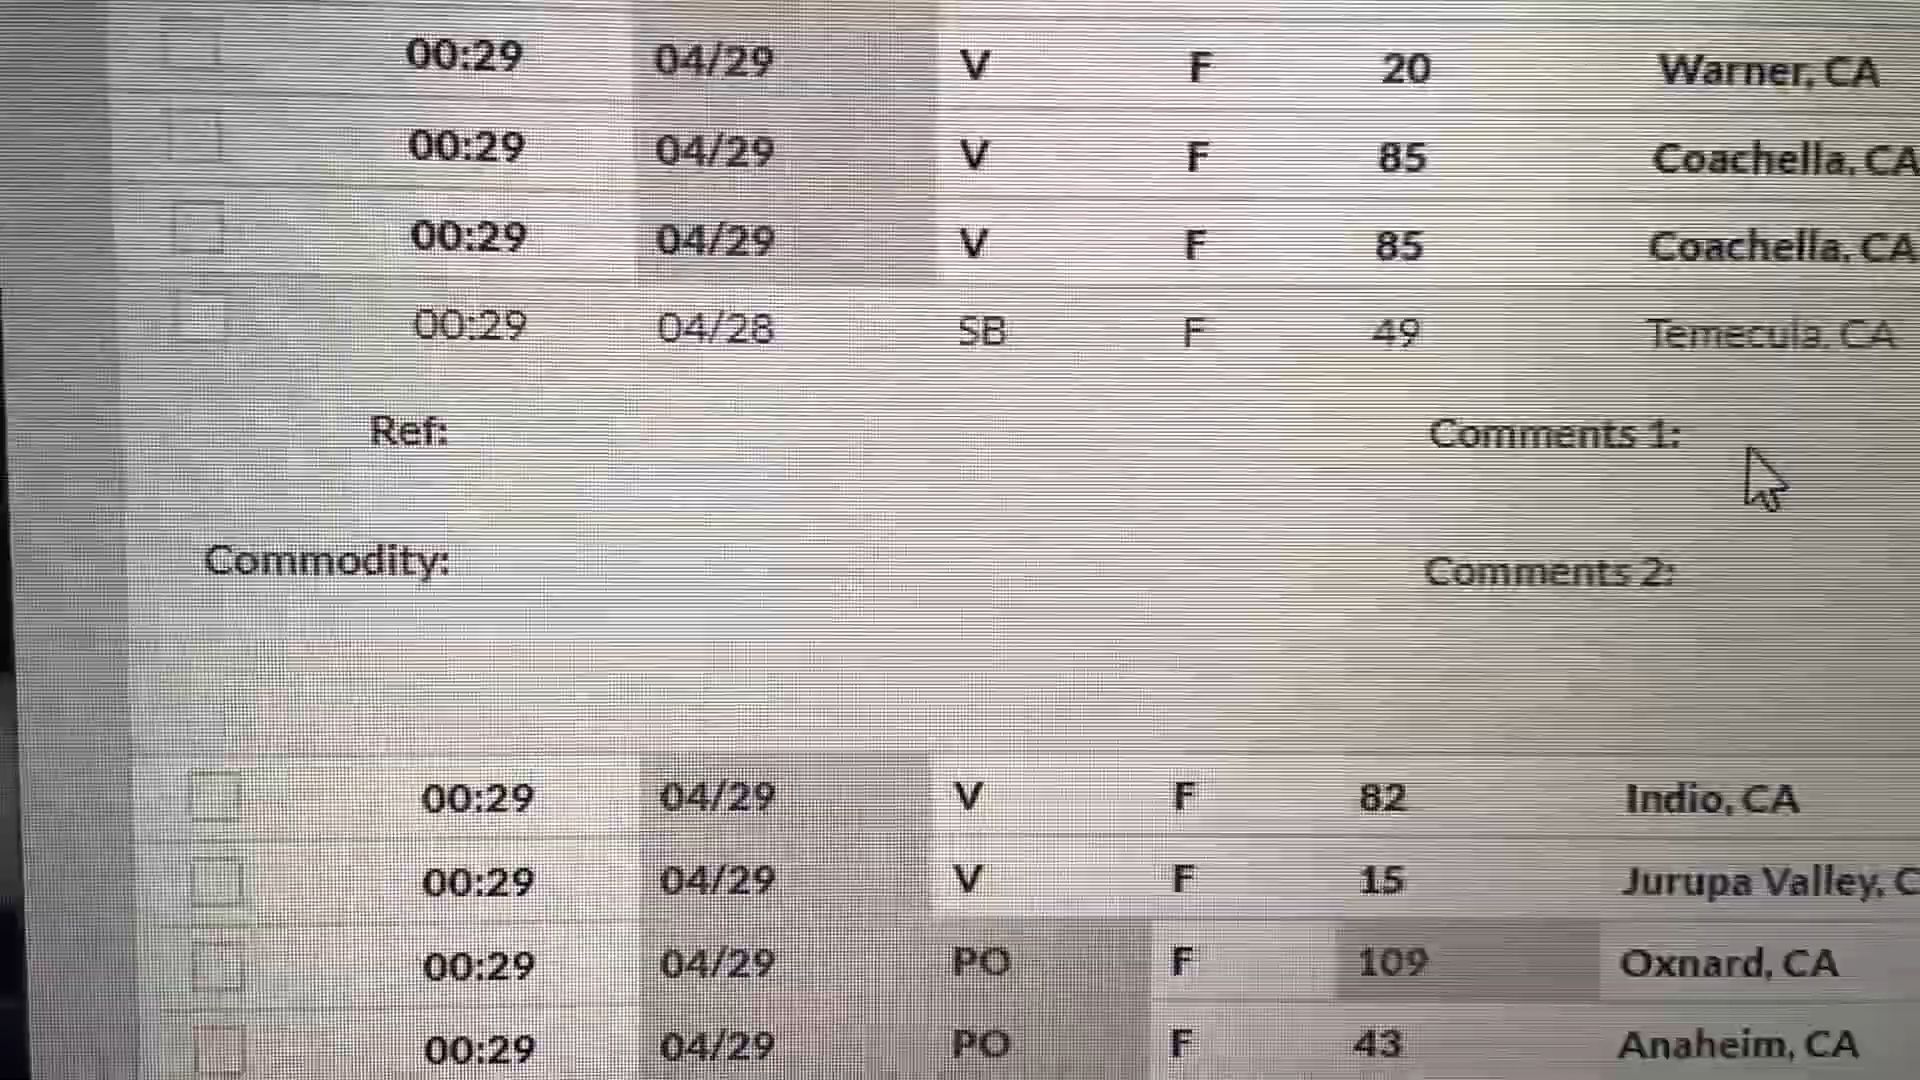 00:29 04/29 V F 20 Warner, CA
00:29 04/29 V F 85 Coachella, CA
00:29 04/29 V F 85 Coachella, CA
00:29 04/28 SB F 49 Temecula, CA
Ref: Comments 1:
Commodity: Comments 2:
00:29 04/29 V F 82 Indio, CA
00:29 04/29 V F 15 Jurupa Valley, C
00:29 04/29 PO F 109 Oxnard, CA
00:29 04/29 PO F 43 Anaheim, CA